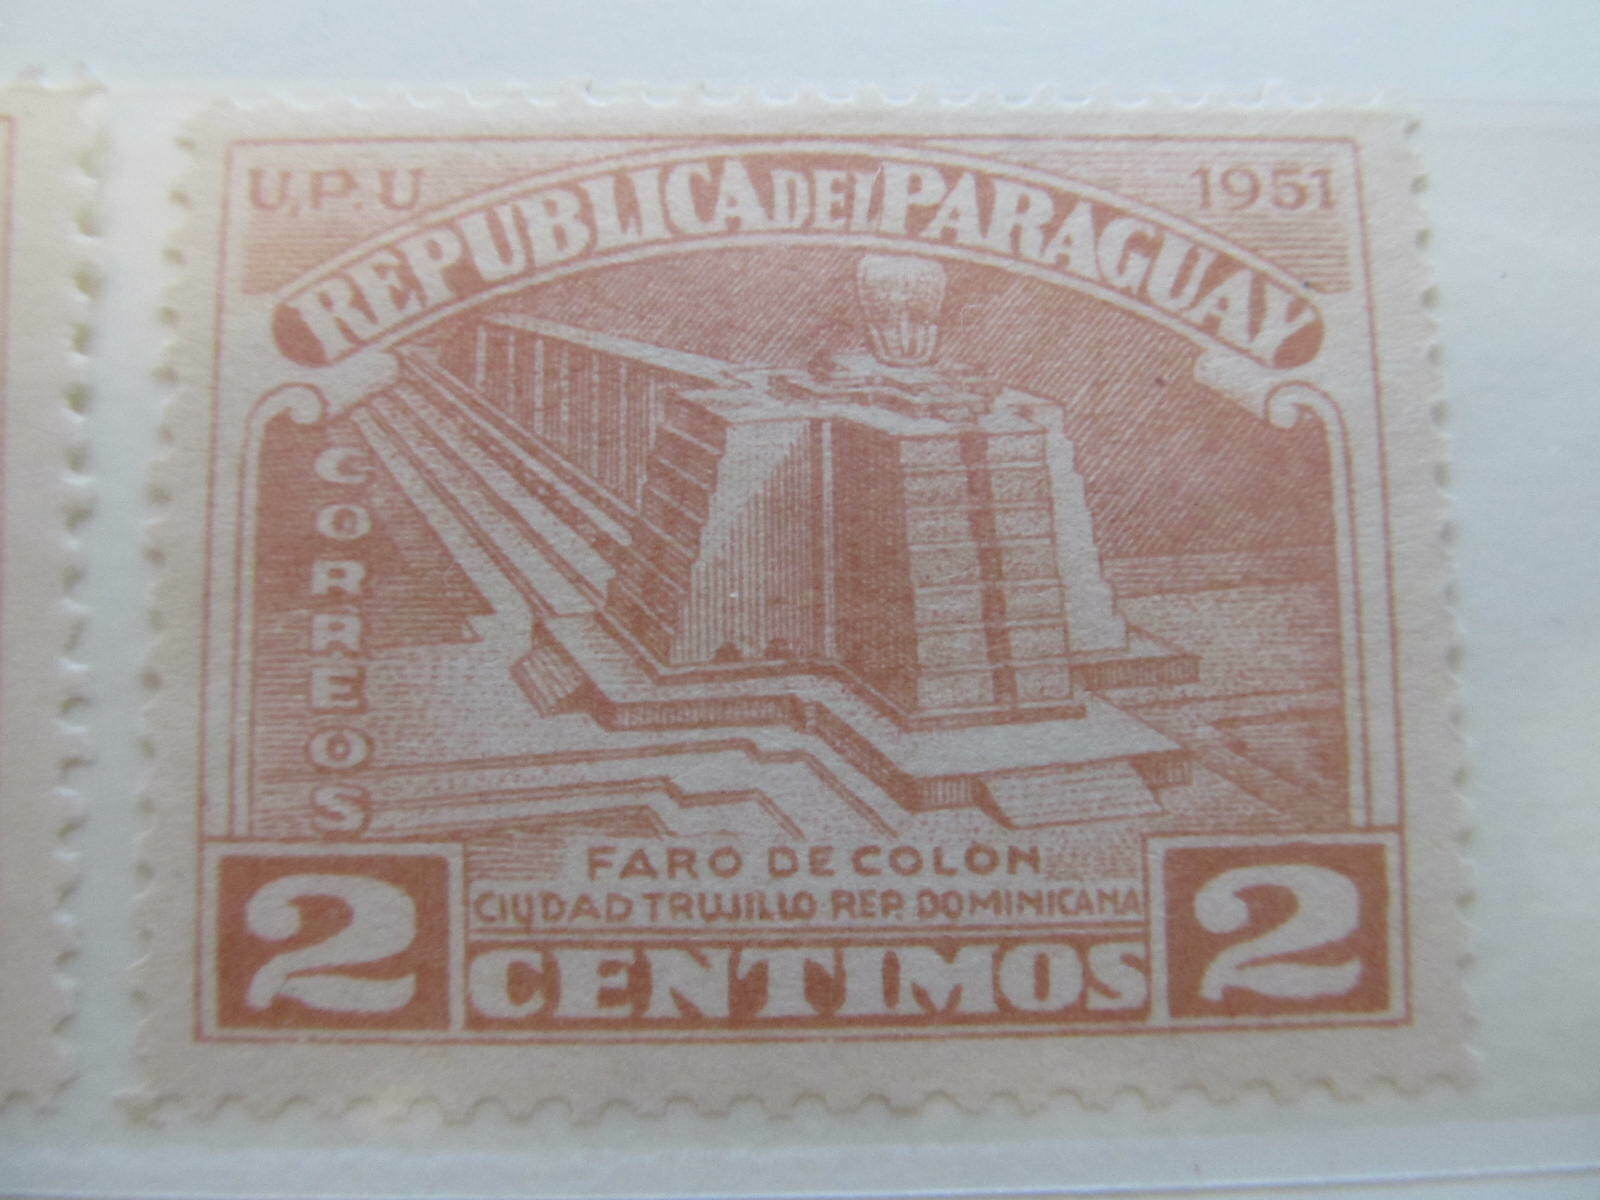 U.P.U
1951
REPUBLICA DEL PARAGUAY
CORREOS
FARO DE COLON
CIUDAD TRUJILLO-REP. DOMINICANA
2 CENTIMOS 2